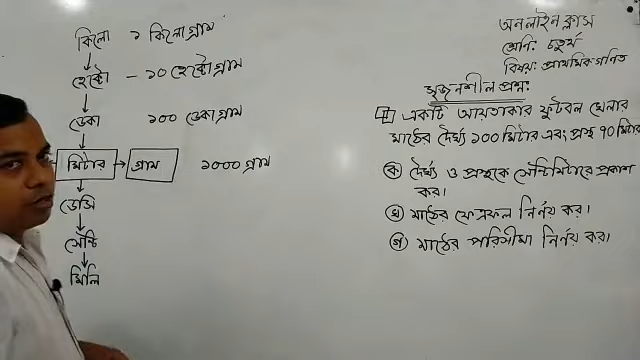 কিলো ১ কিলোগ্রাম
হেক্টো – ১০ হেক্টোগ্রাম
ডেকা ১০০ ডেকাগ্রাম
মিটার গ্রাম ১০০০ গ্রাম
ডেসি
সেন্টি
মিলি
অনলাইন ক্লাস
শ্রেণি: চতুর্থ
বিষয়: প্রাথমিক গণিত
সৃজনশীল প্রশ্ন:
একটি আয়তাকার ফুটবল খেলার
মাঠের দৈর্ঘ্য ১০০ মিটার এবং প্রস্থ ৭০ মিটার
ক দৈর্ঘ্য ও প্রস্থকে সেন্টিমিটারে প্রকাশ
কর।
খ মাঠের ক্ষেত্রফল নির্ণয় কর।
গ মাঠের পরিসীমা নির্ণয় কর।